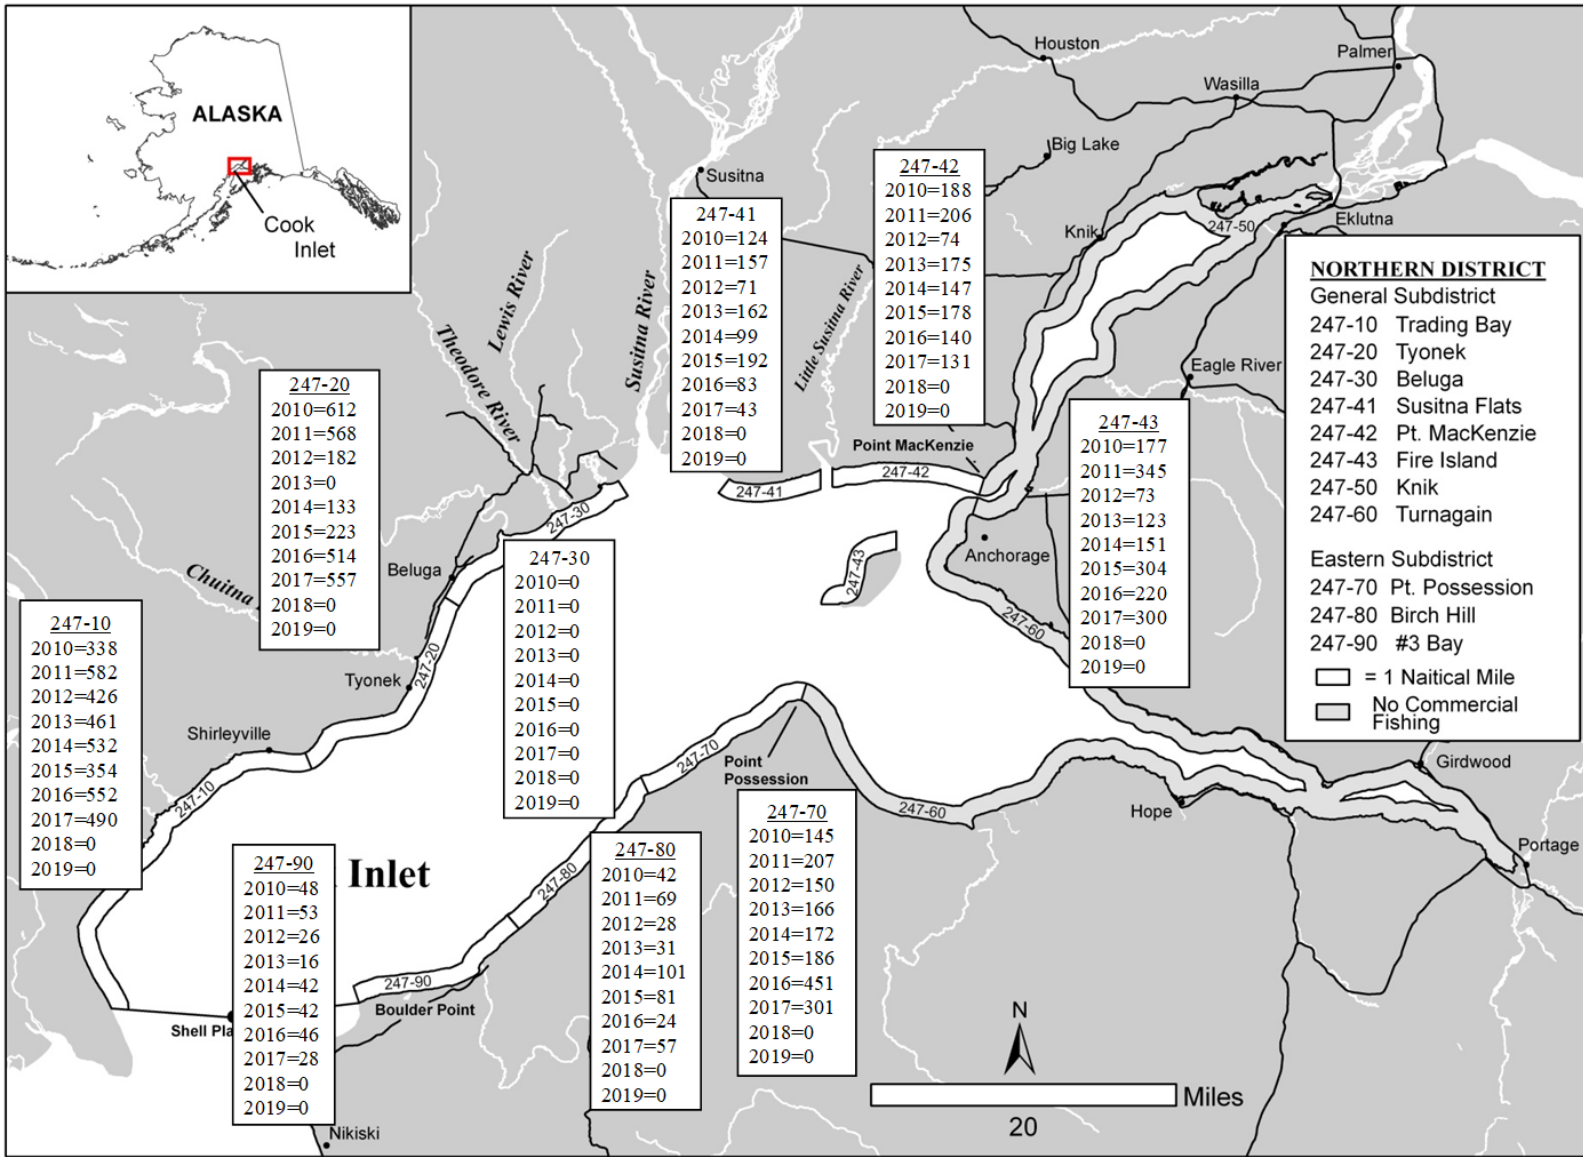 ALASKA
Cook
Inlet
Houston
Palmer
Wasilla
Big Lake
Susitna
Knik
247-50
Eklutna
Eagle River
Lewis River
Theodore River
Susitna River
Little Susitna River
247-41
2010=124
2011=157
2012=71
2013=162
2014=99
2015=192
2016=83
2017=43
2018=0
2019=0
247-42
2010=188
2011=206
2012=74
2013=175
2014=147
2015=178
2016=140
2017=131
2018=0
2019=0
NORTHERN DISTRICT
General Subdistrict
247-10 Trading Bay
247-20 Tyonek
247-30 Beluga
247-41 Susitna Flats
247-42 Pt. MacKenzie
247-43 Fire Island
247-50 Knik
247-60 Turnagain
Eastern Subdistrict
247-70 Pt. Possession
247-80 Birch Hill
247-90 #3 Bay
= 1 Naitical Mile
No Commercial
Fishing
247-20
2010=612
2011=568
2012=182
2013=0
2014=133
2015=223
2016=514
2017=557
2018=0
2019=0
247-43
2010=177
2011=345
2012=73
2013=123
2014=151
2015=304
2016=220
2017=300
2018=0
2019=0
Point MacKenzie
247-41
247-42
247-30
247-43
Anchorage
247-60
Beluga
Chuitna
247-20
Tyonek
Shirleyville
247-10
247-10
2010=338
2011=582
2012=426
2013=461
2014=532
2015=354
2016=552
2017=490
2018=0
2019=0
247-30
2010=0
2011=0
2012=0
2013=0
2014=0
2015=0
2016=0
2017=0
2018=0
2019=0
247-70
Point
Possession
247-60
Hope
Girdwood
Portage
247-90
2010=48
2011=53
2012=26
2013=16
2014=42
2015=42
2016=46
2017=28
2018=0
2019=0
Inlet
247-80
247-90
Boulder Point
Shell Pla
247-80
2010=42
2011=69
2012=28
2013=31
2014=101
2015=81
2016=24
2017=57
2018=0
2019=0
247-70
2010=145
2011=207
2012=150
2013=166
2014=172
2015=186
2016=451
2017=301
2018=0
2019=0
N
Miles
20
Nikiski